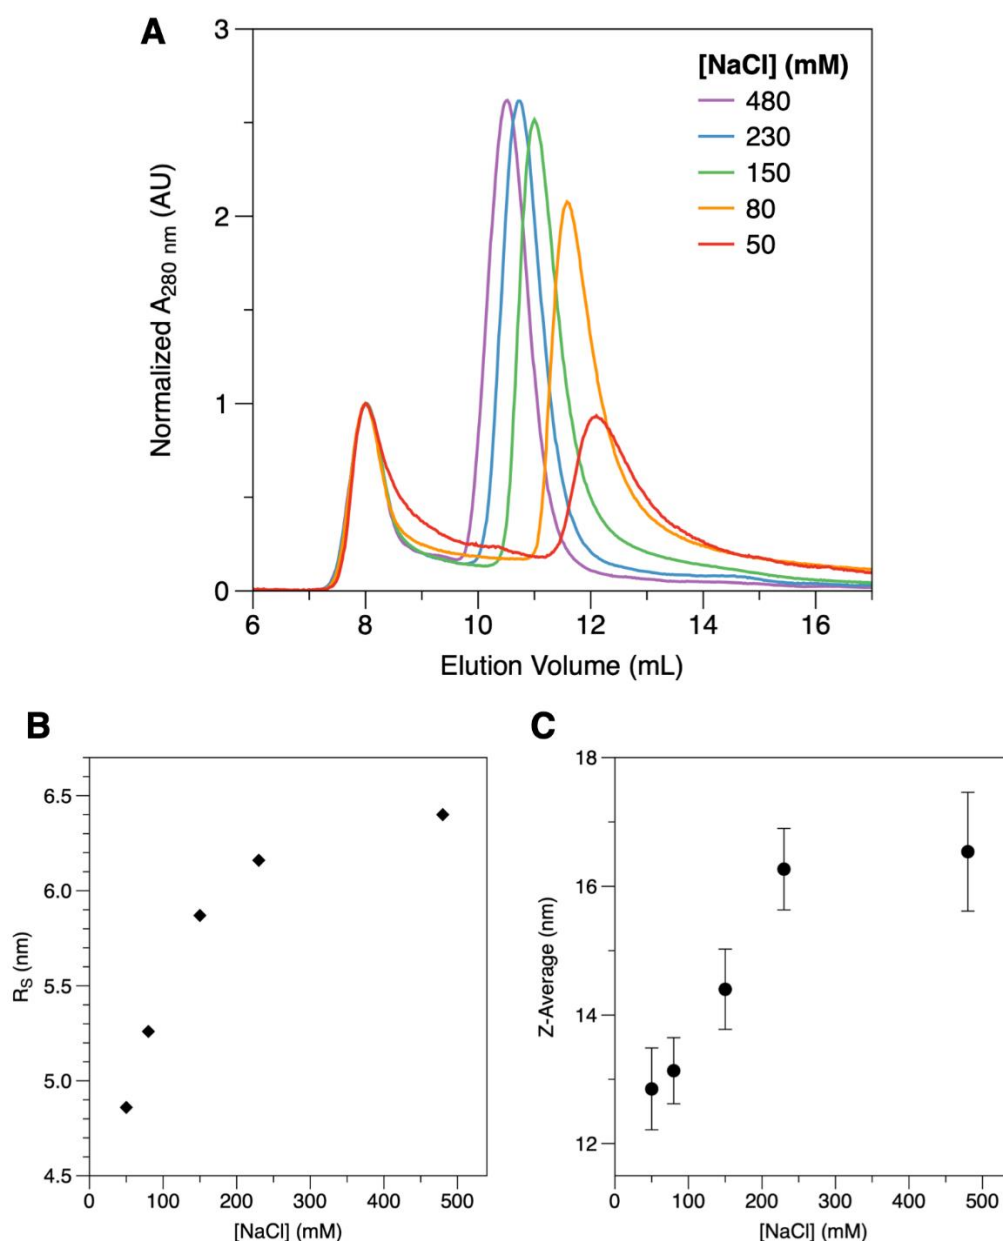 A
3
2
1
0
Normalized A280 nm (AU)
[NaCl] (mM)
480
230
150
80
50
6 8 10 12 14 16
Elution Volume (mL)
B
6.5
6.0
5.5
5.0
4.5
RS (nm)
0 100 200 300 400 500
[NaCl] (mM)
C
18
16
14
12
Z-Average (nm)
0 100 200 300 400 500
[NaCl] (mM)